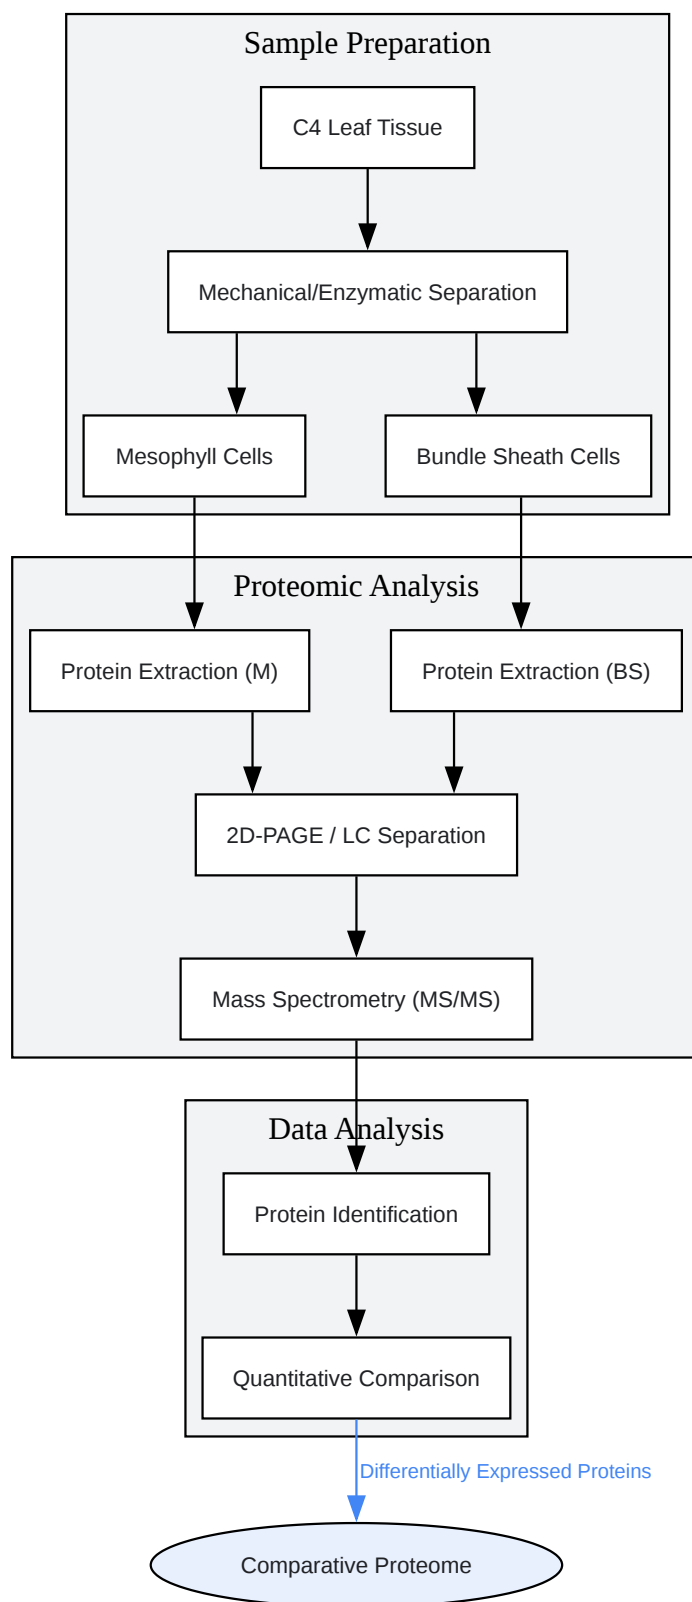 Sample Preparation
C4 Leaf Tissue
Mechanical/Enzymatic Separation
Mesophyll Cells
Bundle Sheath Cells
Proteomic Analysis
Protein Extraction (M)
Protein Extraction (BS)
2D-PAGE / LC Separation
Mass Spectrometry (MS/MS)
Data Analysis
Protein Identification
Quantitative Comparison
Differentially Expressed Proteins
Comparative Proteome